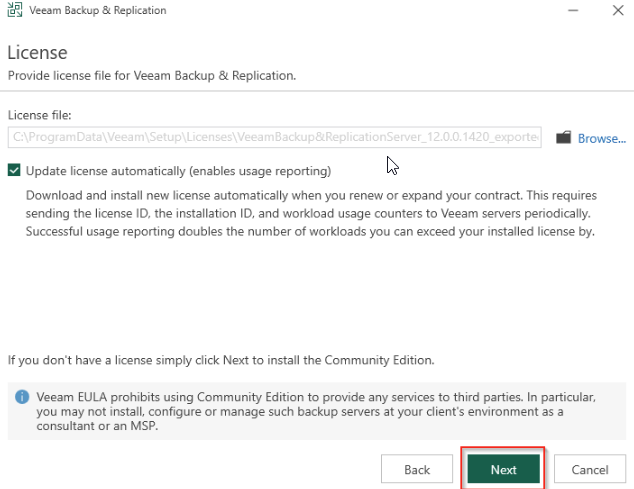 Veeam Backup & Replication
License
Provide license file for Veeam Backup & Replication.
License file:
C:\ProgramData\Veeam\Setup\Licenses\VeeamBackup&ReplicationServer_12.0.0.1420_exported
Browse...
Update license automatically (enables usage reporting)
Download and install new license automatically when you renew or expand your contract. This requires
sending the license ID, the installation ID, and workload usage counters to Veeam servers periodically.
Successful usage reporting doubles the number of workloads you can exceed your installed license by.
If you don't have a license simply click Next to install the Community Edition.
Veeam EULA prohibits using Community Edition to provide any services to third parties. In particular,
you may not install, configure or manage such backup servers at your client's environment as a
consultant or an MSP.
Back
Next
Cancel